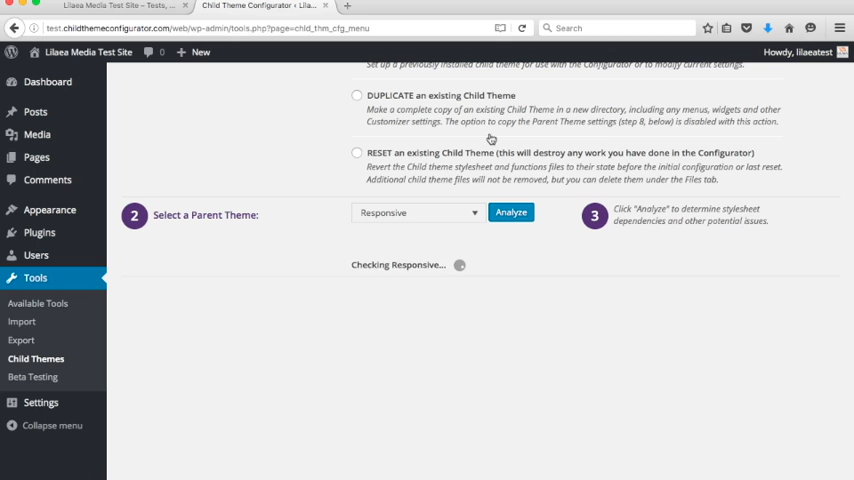 Lilaea Media Test Site – Tests, ...
Child Theme Configurator ‹ Lilaea...
test.childthemeconfigurator.com/web/wp-admin/tools.php?page=chld_thm_cfg_menu
Search
Lilaea Media Test Site
0
New
Howdy, lilaeatest
Dashboard
Posts
Media
Pages
Comments
Appearance
Plugins
Users
Tools
Available Tools
Import
Export
Child Themes
Beta Testing
Settings
Collapse menu
Set up a previously installed child theme for use with the Configurator or to modify current settings.
DUPLICATE an existing Child Theme
Make a complete copy of an existing Child Theme in a new directory, including any menus, widgets and other
Customizer settings. The option to copy the Parent Theme settings (step 8, below) is disabled with this action.
RESET an existing Child Theme (this will destroy any work you have done in the Configurator)
Revert the Child theme stylesheet and functions files to their state before the initial configuration or last reset.
Additional child theme files will not be removed, but you can delete them under the Files tab.
2 Select a Parent Theme:
Responsive
Analyze
3 Click "Analyze" to determine stylesheet
dependencies and other potential issues.
Checking Responsive...